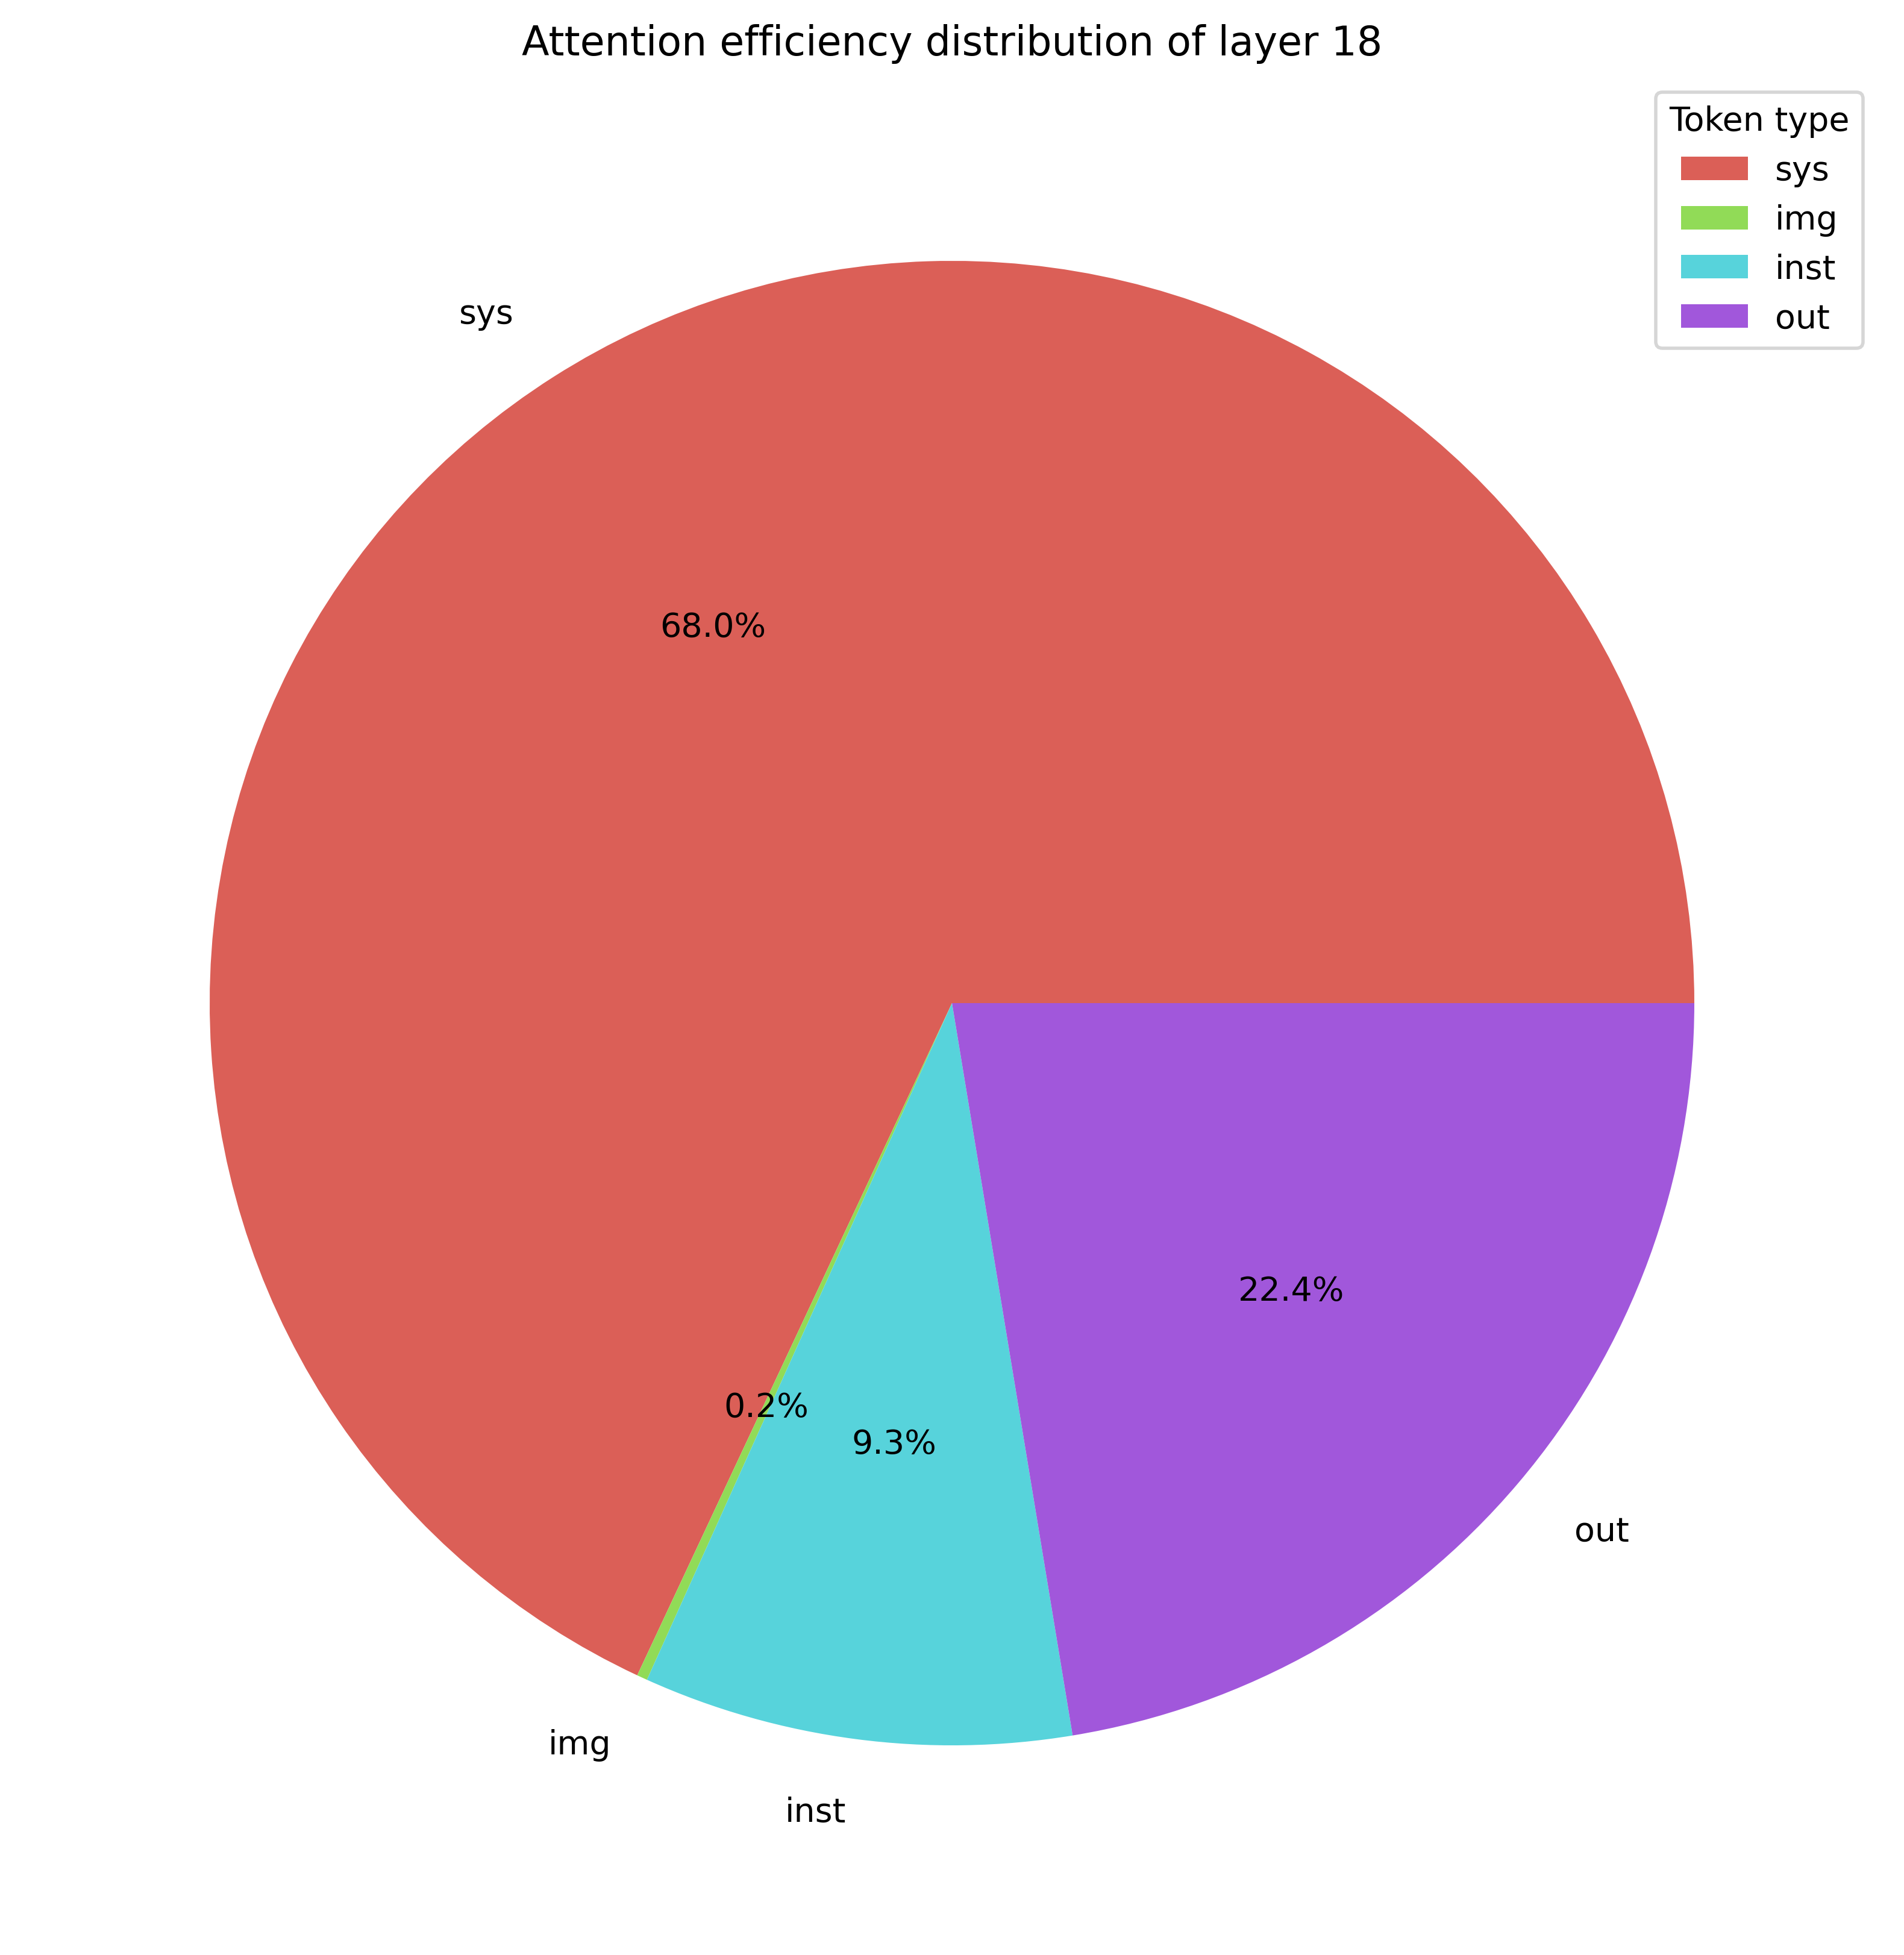 Attention efficiency distribution of layer 18
Token type
sys
img
inst
out
sys
68.0%
0.2%
9.3%
22.4%
out
img
inst